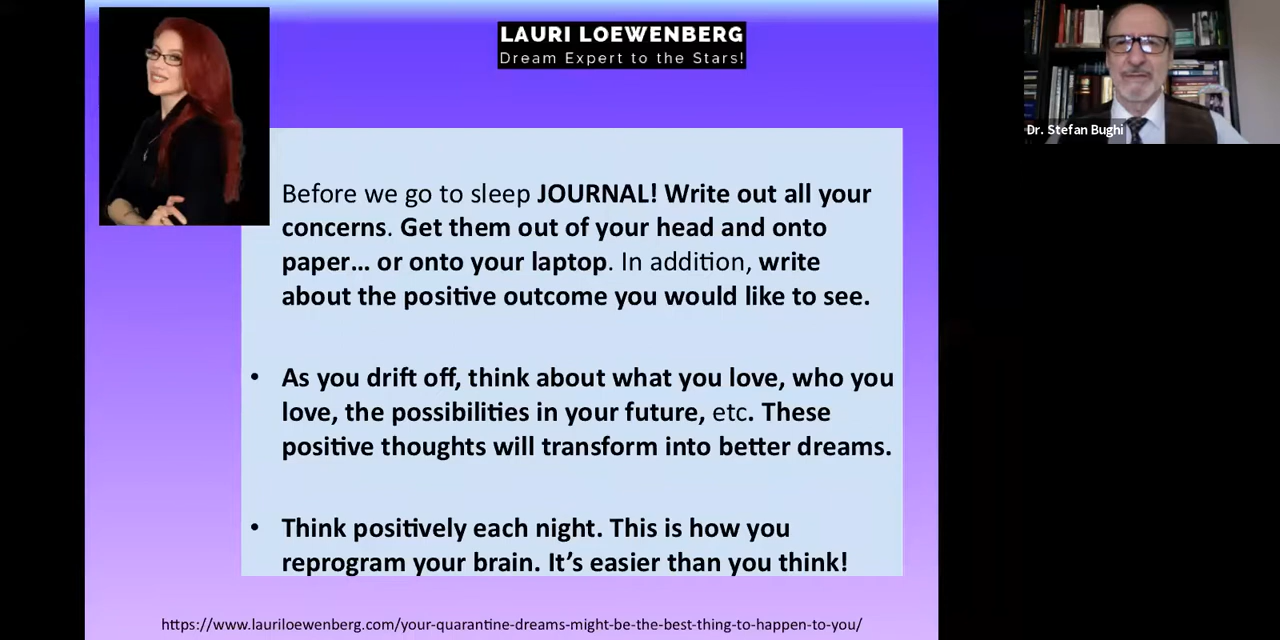 LAURI LOEWENBERG
Dream Expert to the Stars!
Dr. Stefan Bughi
Before we go to sleep JOURNAL! Write out all your
concerns. Get them out of your head and onto
paper... or onto your laptop. In addition, write
about the positive outcome you would like to see.
• As you drift off, think about what you love, who you
love, the possibilities in your future, etc. These
positive thoughts will transform into better dreams.
• Think positively each night. This is how you
reprogram your brain. It’s easier than you think!
https://www.lauriloewenberg.com/your-quarantine-dreams-might-be-the-best-thing-to-happen-to-you/